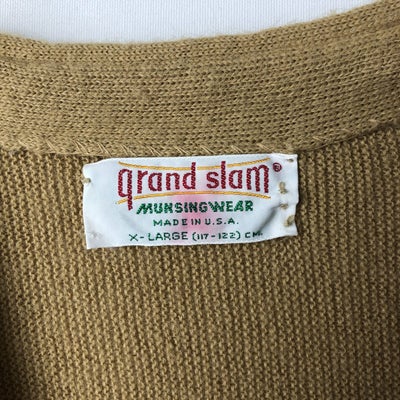 grand slam®
MUNSINGWEAR
MADE IN U.S.A.
X-LARGE (117-122) CM.